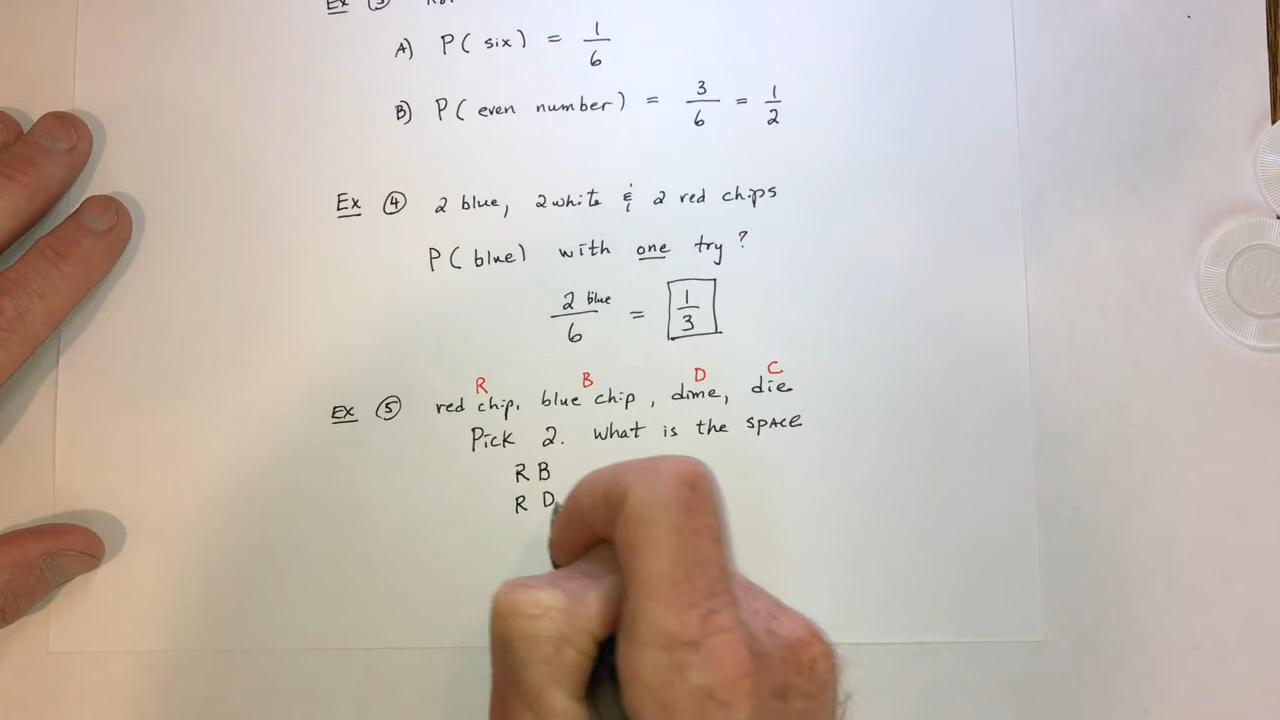 Ex ③
A) P( six) = 1/6
B) P( even number) = 3/6 = 1/2
Ex ④ 2 blue, 2 white & 2 red chips
P( blue) with one try?
2 blue/6 = 1/3
R B D C
Ex ⑤ red chip, blue chip, dime, die
Pick 2. What is the space
R B
R D